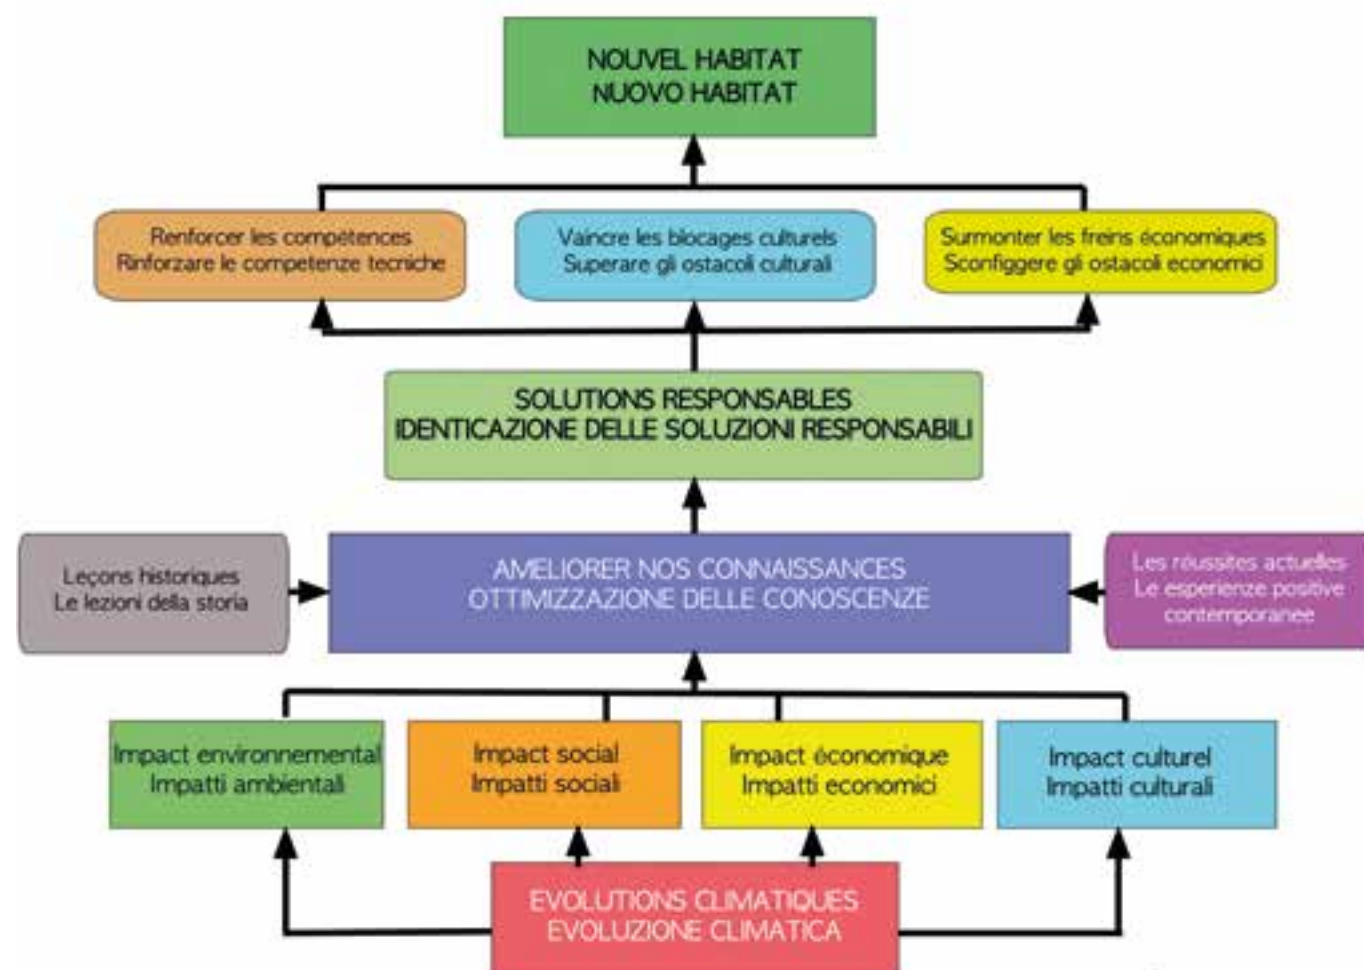 NOUVEL HABITAT
NUOVO HABITAT
Renforcer les compétences
Rinforzare le competenze tecniche
Vaincre les blocages culturels
Superare gli ostacoli culturali
Surmonter les freins économiques
Sconfiggere gli ostacoli economici
SOLUTIONS RESPONSABLES
IDENTICAZIONE DELLE SOLUZIONI RESPONSABILI
Leçons historiques
Le lezioni della storia
AMELIORER NOS CONNAISSANCES
OTTIMIZZAZIONE DELLE CONOSCENZE
Les réussites actuelles
Le esperienze positive
contemporanee
Impact environnemental
Impatti ambientali
Impact social
Impatti sociali
Impact économique
Impatti economici
Impact culturel
Impatti culturali
EVOLUTIONS CLIMATIQUES
EVOLUZIONE CLIMATICA